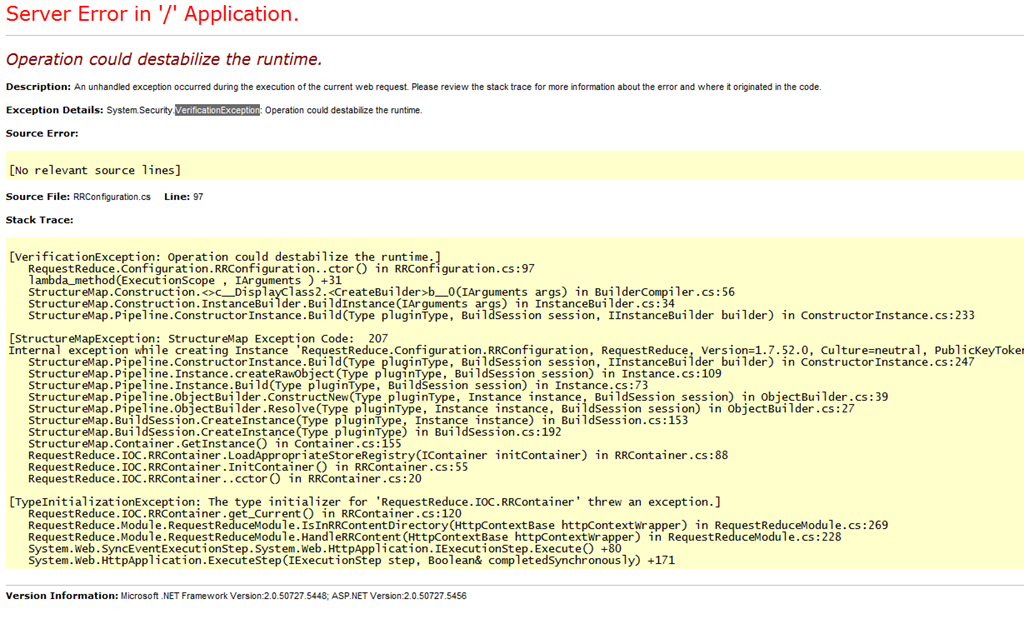 Server Error in '/' Application.
Operation could destabilize the runtime.
Description: An unhandled exception occurred during the execution of the current web request. Please review the stack trace for more information about the error and where it originated in the code.
Exception Details: System.Security.VerificationException: Operation could destabilize the runtime.
Source Error:
[No relevant source lines]
Source File: RRConfiguration.cs Line: 97
Stack Trace:
[VerificationException: Operation could destabilize the runtime.]
RequestReduce.Configuration.RRConfiguration..ctor() in RRConfiguration.cs:97
lambda_method(ExecutionScope , IArguments ) +31
StructureMap.Construction.<>c__DisplayClass2.<CreateBuilder>b__0(IArguments args) in BuilderCompiler.cs:56
StructureMap.Construction.InstanceBuilder.BuildInstance(IArguments args) in InstanceBuilder.cs:34
StructureMap.Pipeline.ConstructorInstance.Build(Type pluginType, BuildSession session, IInstanceBuilder builder) in ConstructorInstance.cs:233
[StructureMapException: StructureMap Exception Code: 207
Internal exception while creating Instance 'RequestReduce.Configuration.RRConfiguration, RequestReduce, Version=1.7.52.0, Culture=neutral, PublicKeyToken
StructureMap.Pipeline.ConstructorInstance.Build(Type pluginType, BuildSession session, IInstanceBuilder builder) in ConstructorInstance.cs:247
StructureMap.Pipeline.Instance.createRawObject(Type pluginType, BuildSession session) in Instance.cs:109
StructureMap.Pipeline.Instance.Build(Type pluginType, BuildSession session) in Instance.cs:73
StructureMap.Pipeline.ObjectBuilder.ConstructNew(Type pluginType, Instance instance, BuildSession session) in ObjectBuilder.cs:39
StructureMap.Pipeline.ObjectBuilder.Resolve(Type pluginType, Instance instance, BuildSession session) in ObjectBuilder.cs:27
StructureMap.BuildSession.CreateInstance(Type pluginType, Instance instance) in BuildSession.cs:153
StructureMap.BuildSession.CreateInstance(Type pluginType) in BuildSession.cs:192
StructureMap.Container.GetInstance() in Container.cs:155
RequestReduce.IOC.RRContainer.LoadAppropriateStoreRegistry(IContainer initContainer) in RRContainer.cs:88
RequestReduce.IOC.RRContainer.InitContainer() in RRContainer.cs:55
RequestReduce.IOC.RRContainer..cctor() in RRContainer.cs:20
[TypeInitializationException: The type initializer for 'RequestReduce.IOC.RRContainer' threw an exception.]
RequestReduce.IOC.RRContainer.get_Current() in RRContainer.cs:120
RequestReduce.Module.RequestReduceModule.IsInRRContentDirectory(HttpContextBase httpContextWrapper) in RequestReduceModule.cs:269
RequestReduce.Module.RequestReduceModule.HandleRRContent(HttpContextBase httpContextWrapper) in RequestReduceModule.cs:228
System.Web.SyncEventExecutionStep.System.Web.HttpApplication.IExecutionStep.Execute() +80
System.Web.HttpApplication.ExecuteStep(IExecutionStep step, Boolean& completedSynchronously) +171
Version Information: Microsoft .NET Framework Version:2.0.50727.5448; ASP.NET Version:2.0.50727.5456